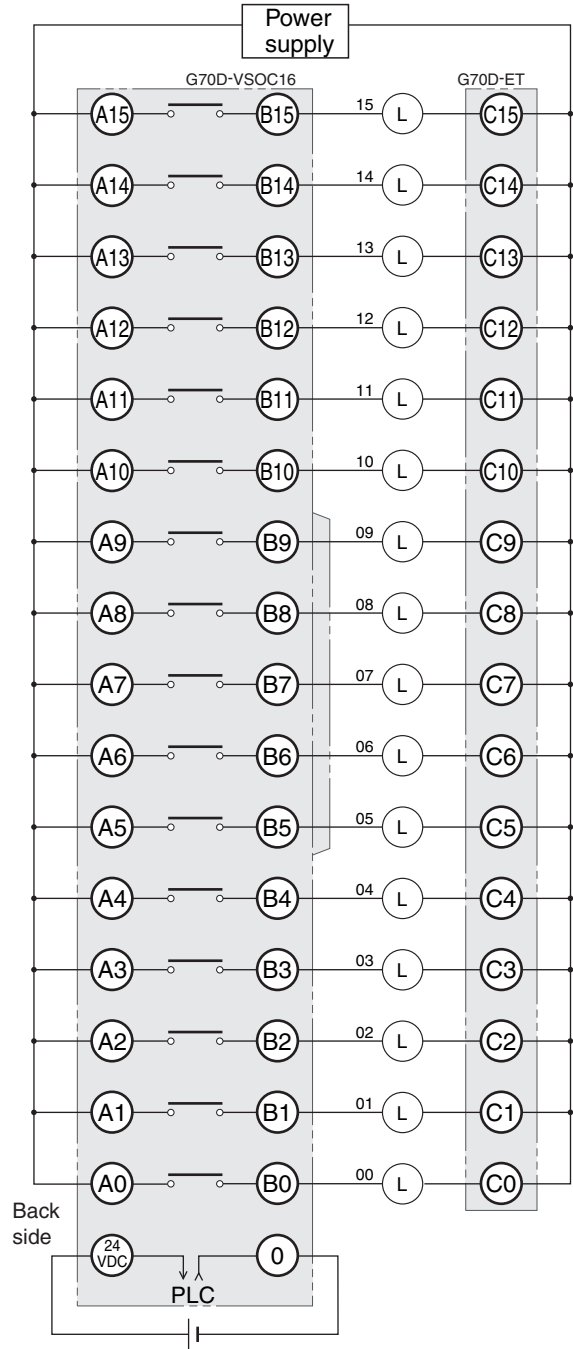 Power
supply
G70D-VSOC16 G70D-ET
A15 B15 15 L C15
A14 B14 14 L C14
A13 B13 13 L C13
A12 B12 12 L C12
A11 B11 11 L C11
A10 B10 10 L C10
A9 B9 09 L C9
A8 B8 08 L C8
A7 B7 07 L C7
A6 B6 06 L C6
A5 B5 05 L C5
A4 B4 04 L C4
A3 B3 03 L C3
A2 B2 02 L C2
A1 B1 01 L C1
A0 B0 00 L C0
Back
side
24
VDC
0
PLC